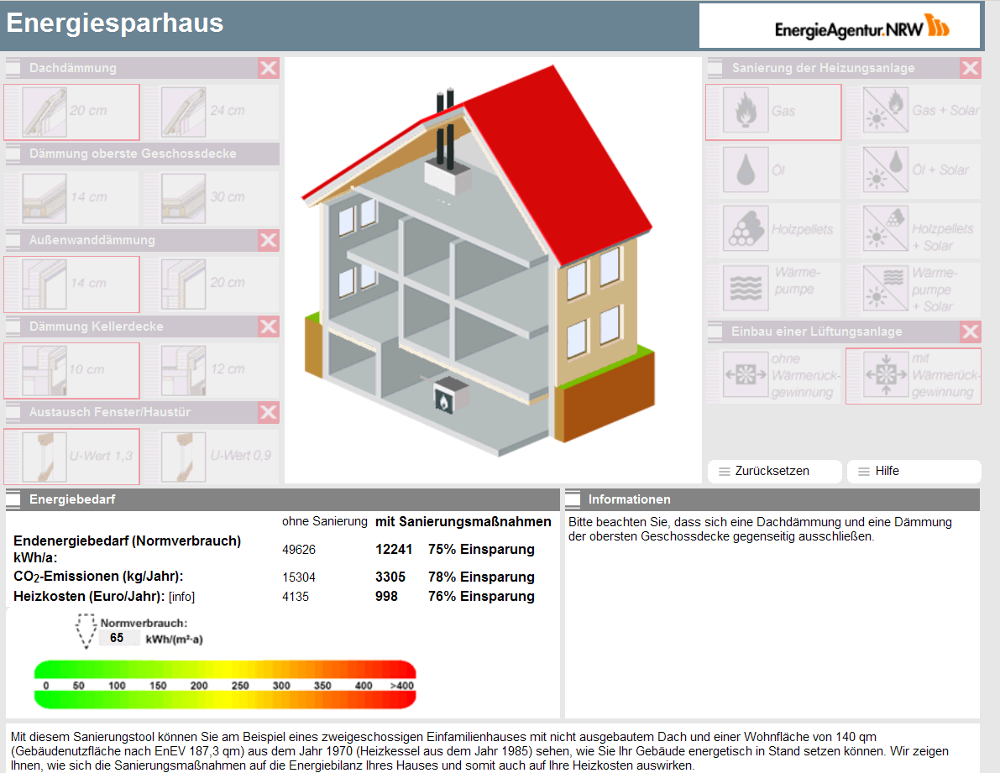 Energiesparhaus
EnergieAgentur.NRW
Dachdämmung
20 cm
24 cm
Dämmung oberste Geschossdecke
14 cm
30 cm
Außenwanddämmung
14 cm
20 cm
Dämmung Kellerdecke
10 cm
12 cm
Austausch Fenster/Haustür
U-Wert 1,3
U-Wert 0,9
Sanierung der Heizungsanlage
Gas
Gas + Solar
Öl
Öl + Solar
Holzpellets
Holzpellets
+ Solar
Wärme-
pumpe
Wärme-
pumpe
+ Solar
Einbau einer Lüftungsanlage
ohne
Wärmerück-
gewinnung
mit
Wärmerück-
gewinnung
Zurücksetzen
Hilfe
Energiebedarf
ohne Sanierung mit Sanierungsmaßnahmen
Endenergiebedarf (Normverbrauch)
kWh/a:
49626 12241 75% Einsparung
CO2-Emissionen (kg/Jahr): 15304 3305 78% Einsparung
Heizkosten (Euro/Jahr): [info] 4135 998 76% Einsparung
Normverbrauch:
65 kWh/(m²·a)
0 50 100 150 200 250 300 350 400 >400
Informationen
Bitte beachten Sie, dass sich eine Dachdämmung und eine Dämmung
der obersten Geschossdecke gegenseitig ausschließen.
Mit diesem Sanierungstool können Sie am Beispiel eines zweigeschossigen Einfamilienhauses mit nicht ausgebautem Dach und einer Wohnfläche von 140 qm
(Gebäudenutzfläche nach EnEV 187,3 qm) aus dem Jahr 1970 (Heizkessel aus dem Jahr 1985) sehen, wie Sie Ihr Gebäude energetisch in Stand setzen können. Wir zeigen
Ihnen, wie sich die Sanierungsmaßnahmen auf die Energiebilanz Ihres Hauses und somit auch auf Ihre Heizkosten auswirken.